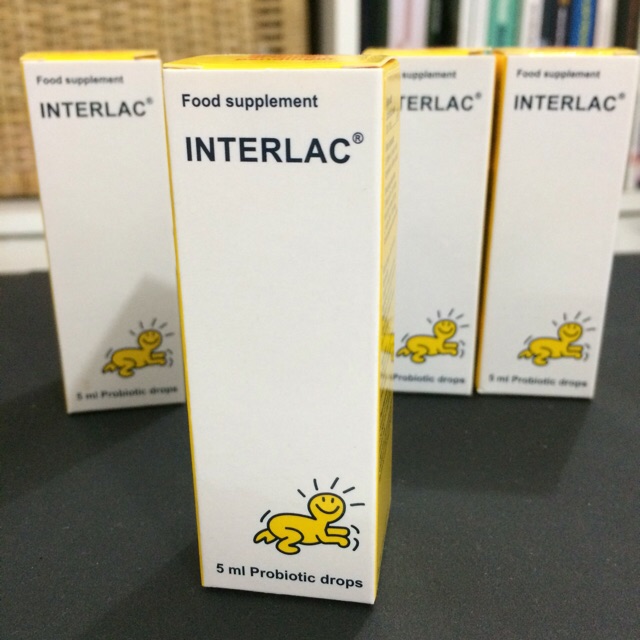 Food supplement
INTERLAC®
5 ml Probiotic drops
Food supplement
INTERLAC®
5 ml Probiotic drops
supplement
TERLAC®
Probiotic drops
Food supplement
INTERLAC®
5 ml Probiotic drops